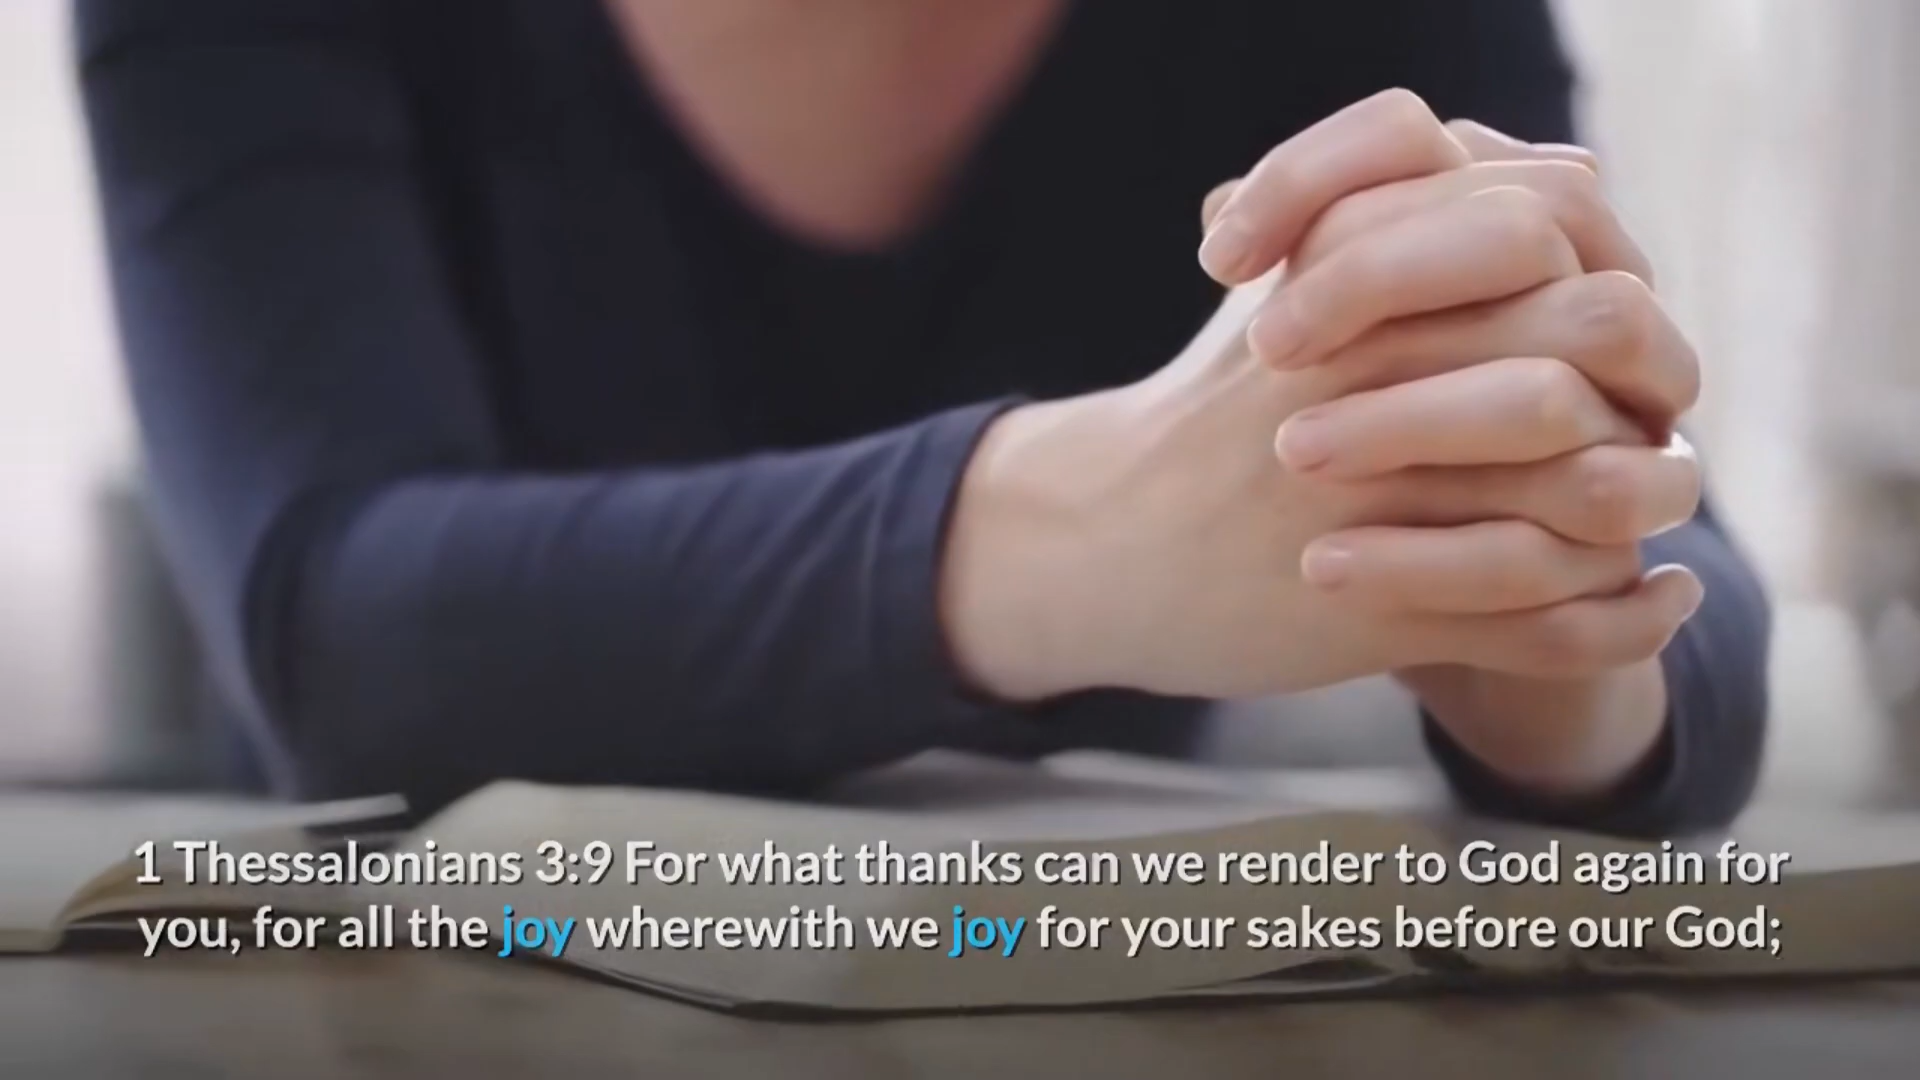 1 Thessalonians 3:9 For what thanks can we render to God again for
you, for all the joy wherewith we joy for your sakes before our God;